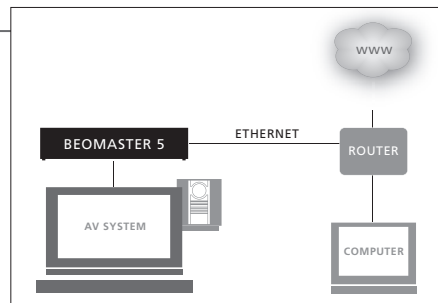 WWW
ETHERNET
BEOMASTER 5
ROUTER
AV SYSTEM
COMPUTER